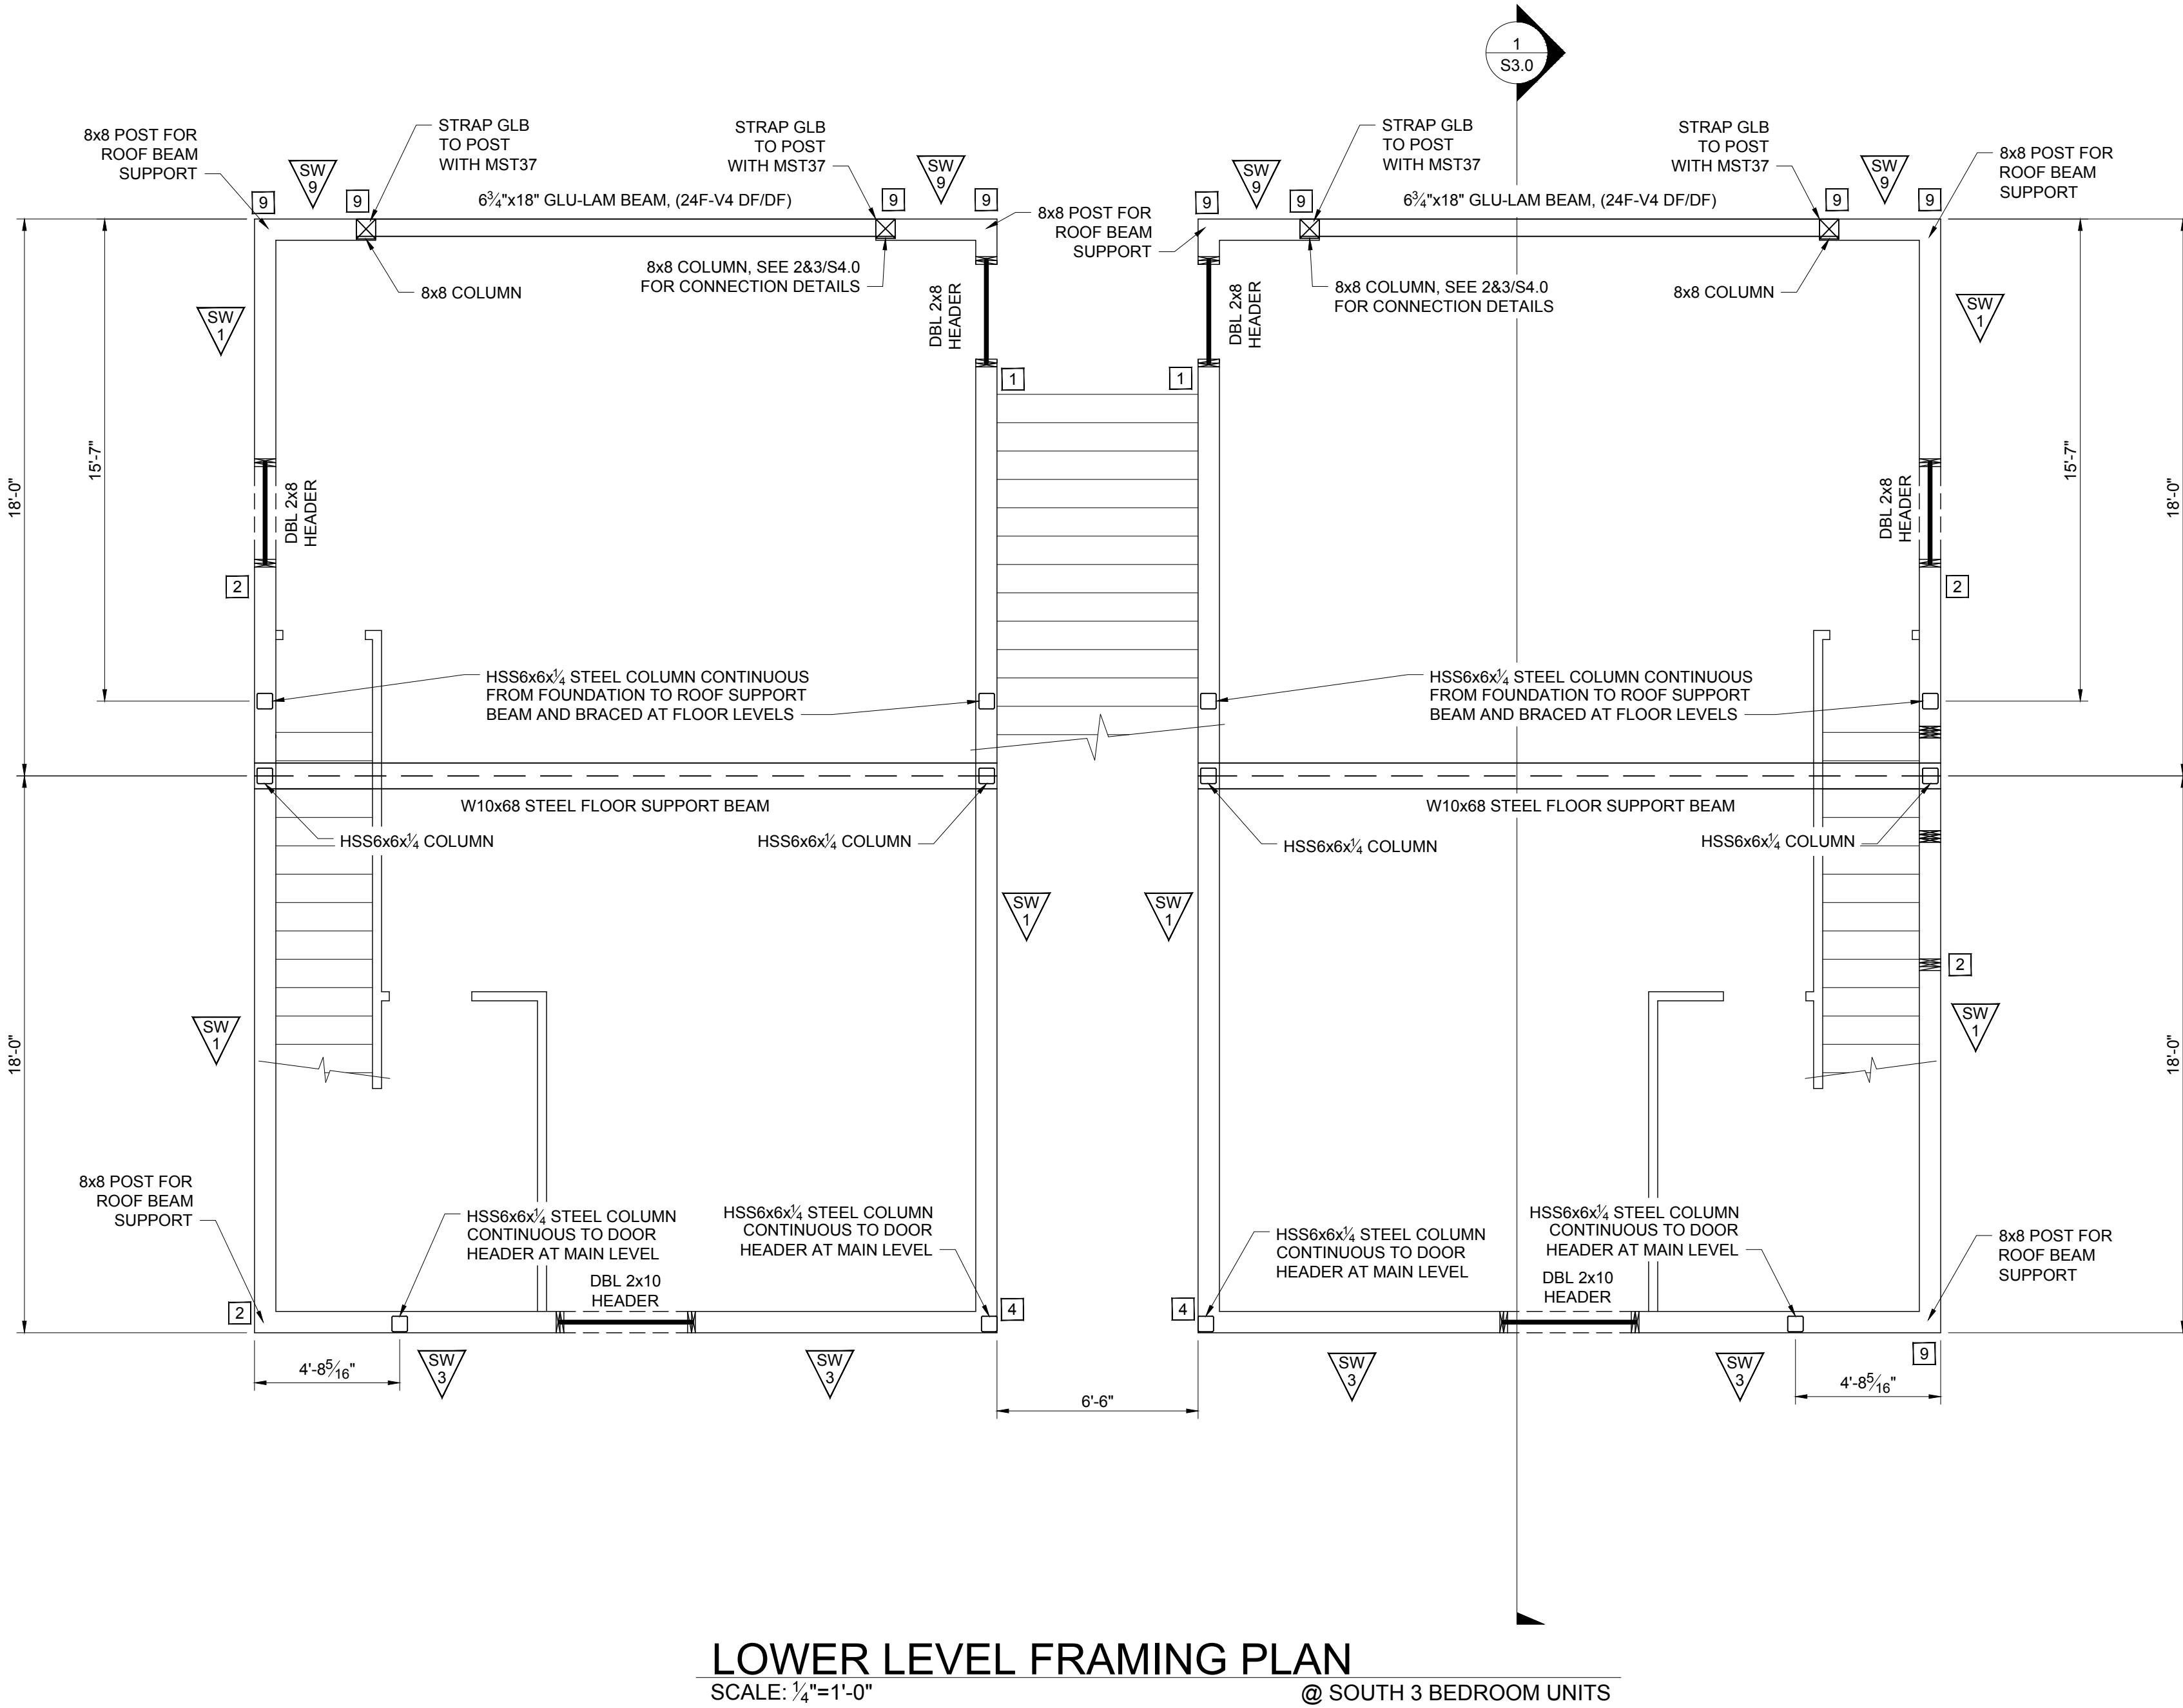 1
S3.0
8x8 POST FOR
ROOF BEAM
SUPPORT
SW
9
STRAP GLB
TO POST
WITH MST37
STRAP GLB
TO POST
WITH MST37
SW
9
SW
9
STRAP GLB
TO POST
WITH MST37
STRAP GLB
TO POST
WITH MST37
SW
9
8x8 POST FOR
ROOF BEAM
SUPPORT
9
9
6¾"x18" GLU-LAM BEAM, (24F-V4 DF/DF)
9
9
8x8 POST FOR
ROOF BEAM
SUPPORT
9
9
6¾"x18" GLU-LAM BEAM, (24F-V4 DF/DF)
9
9
8x8 COLUMN
8x8 COLUMN, SEE 2&3/S4.0
FOR CONNECTION DETAILS
DBL 2x8
HEADER
DBL 2x8
HEADER
8x8 COLUMN, SEE 2&3/S4.0
FOR CONNECTION DETAILS
8x8 COLUMN
SW
1
SW
1
1
1
18'-0"
15'-7"
DBL 2x8
HEADER
DBL 2x8
HEADER
15'-7"
18'-0"
2
2
HSS6x6x¼ STEEL COLUMN CONTINUOUS
FROM FOUNDATION TO ROOF SUPPORT
BEAM AND BRACED AT FLOOR LEVELS
HSS6x6x¼ STEEL COLUMN CONTINUOUS
FROM FOUNDATION TO ROOF SUPPORT
BEAM AND BRACED AT FLOOR LEVELS
W10x68 STEEL FLOOR SUPPORT BEAM
W10x68 STEEL FLOOR SUPPORT BEAM
HSS6x6x¼ COLUMN
HSS6x6x¼ COLUMN
HSS6x6x¼ COLUMN
HSS6x6x¼ COLUMN
SW
1
SW
1
2
SW
1
SW
1
18'-0"
18'-0"
8x8 POST FOR
ROOF BEAM
SUPPORT
HSS6x6x¼ STEEL COLUMN
CONTINUOUS TO DOOR
HEADER AT MAIN LEVEL
HSS6x6x¼ STEEL COLUMN
CONTINUOUS TO DOOR
HEADER AT MAIN LEVEL
HSS6x6x¼ STEEL COLUMN
CONTINUOUS TO DOOR
HEADER AT MAIN LEVEL
HSS6x6x¼ STEEL COLUMN
CONTINUOUS TO DOOR
HEADER AT MAIN LEVEL
8x8 POST FOR
ROOF BEAM
SUPPORT
DBL 2x10
HEADER
DBL 2x10
HEADER
2
4
4
9
4'-8 5⁄16"
SW
3
SW
3
SW
3
SW
3
4'-8 5⁄16"
6'-6"
LOWER LEVEL FRAMING PLAN
SCALE: ¼"=1'-0"
@ SOUTH 3 BEDROOM UNITS